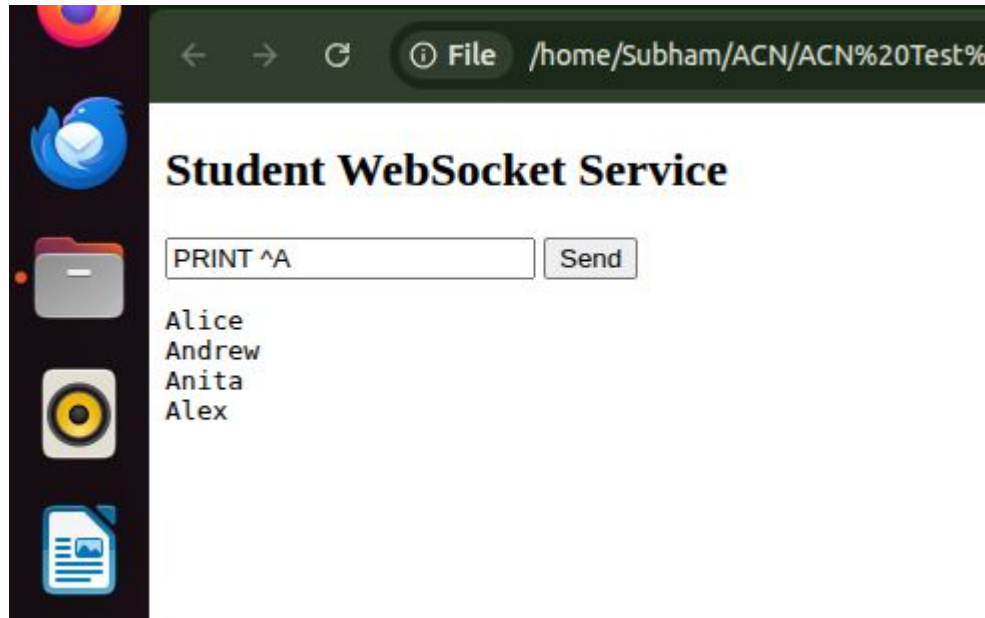 File /home/Subham/ACN/ACN%20Test%
Student WebSocket Service
PRINT ^A Send
Alice
Andrew
Anita
Alex